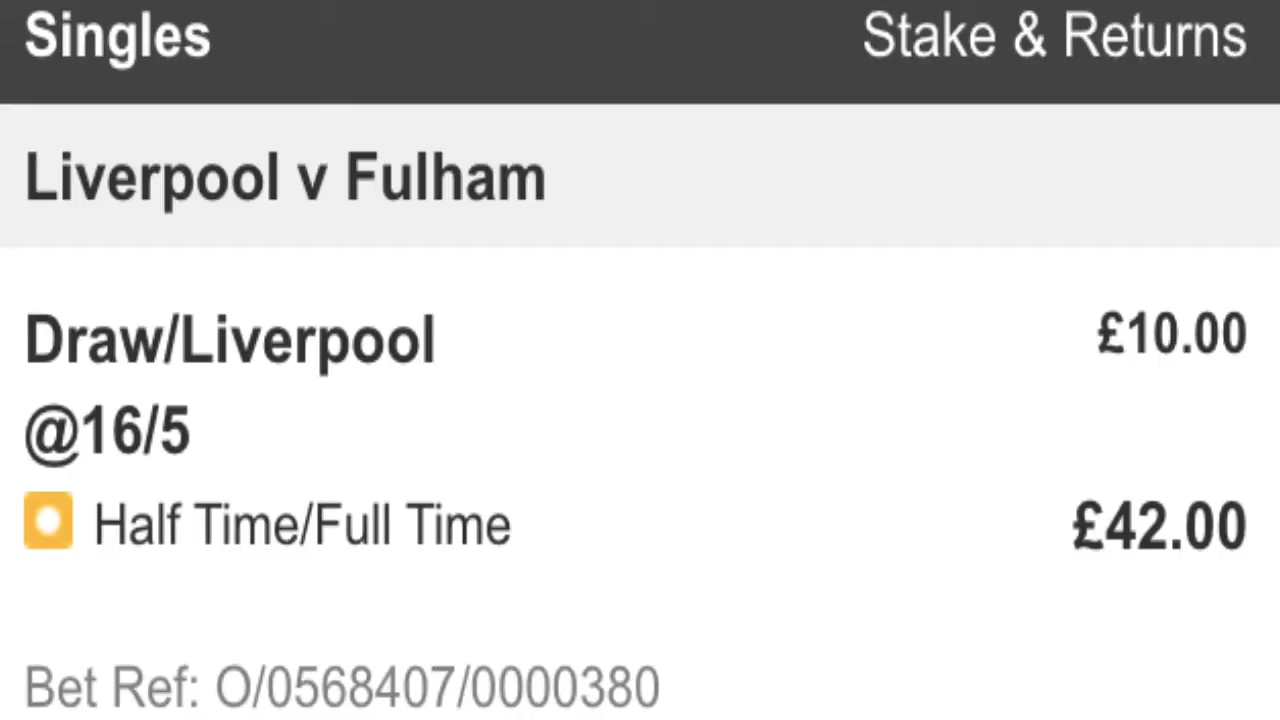 Singles Stake & Returns
Liverpool v Fulham
Draw/Liverpool £10.00
@16/5
Half Time/Full Time £42.00
Bet Ref: O/0568407/0000380